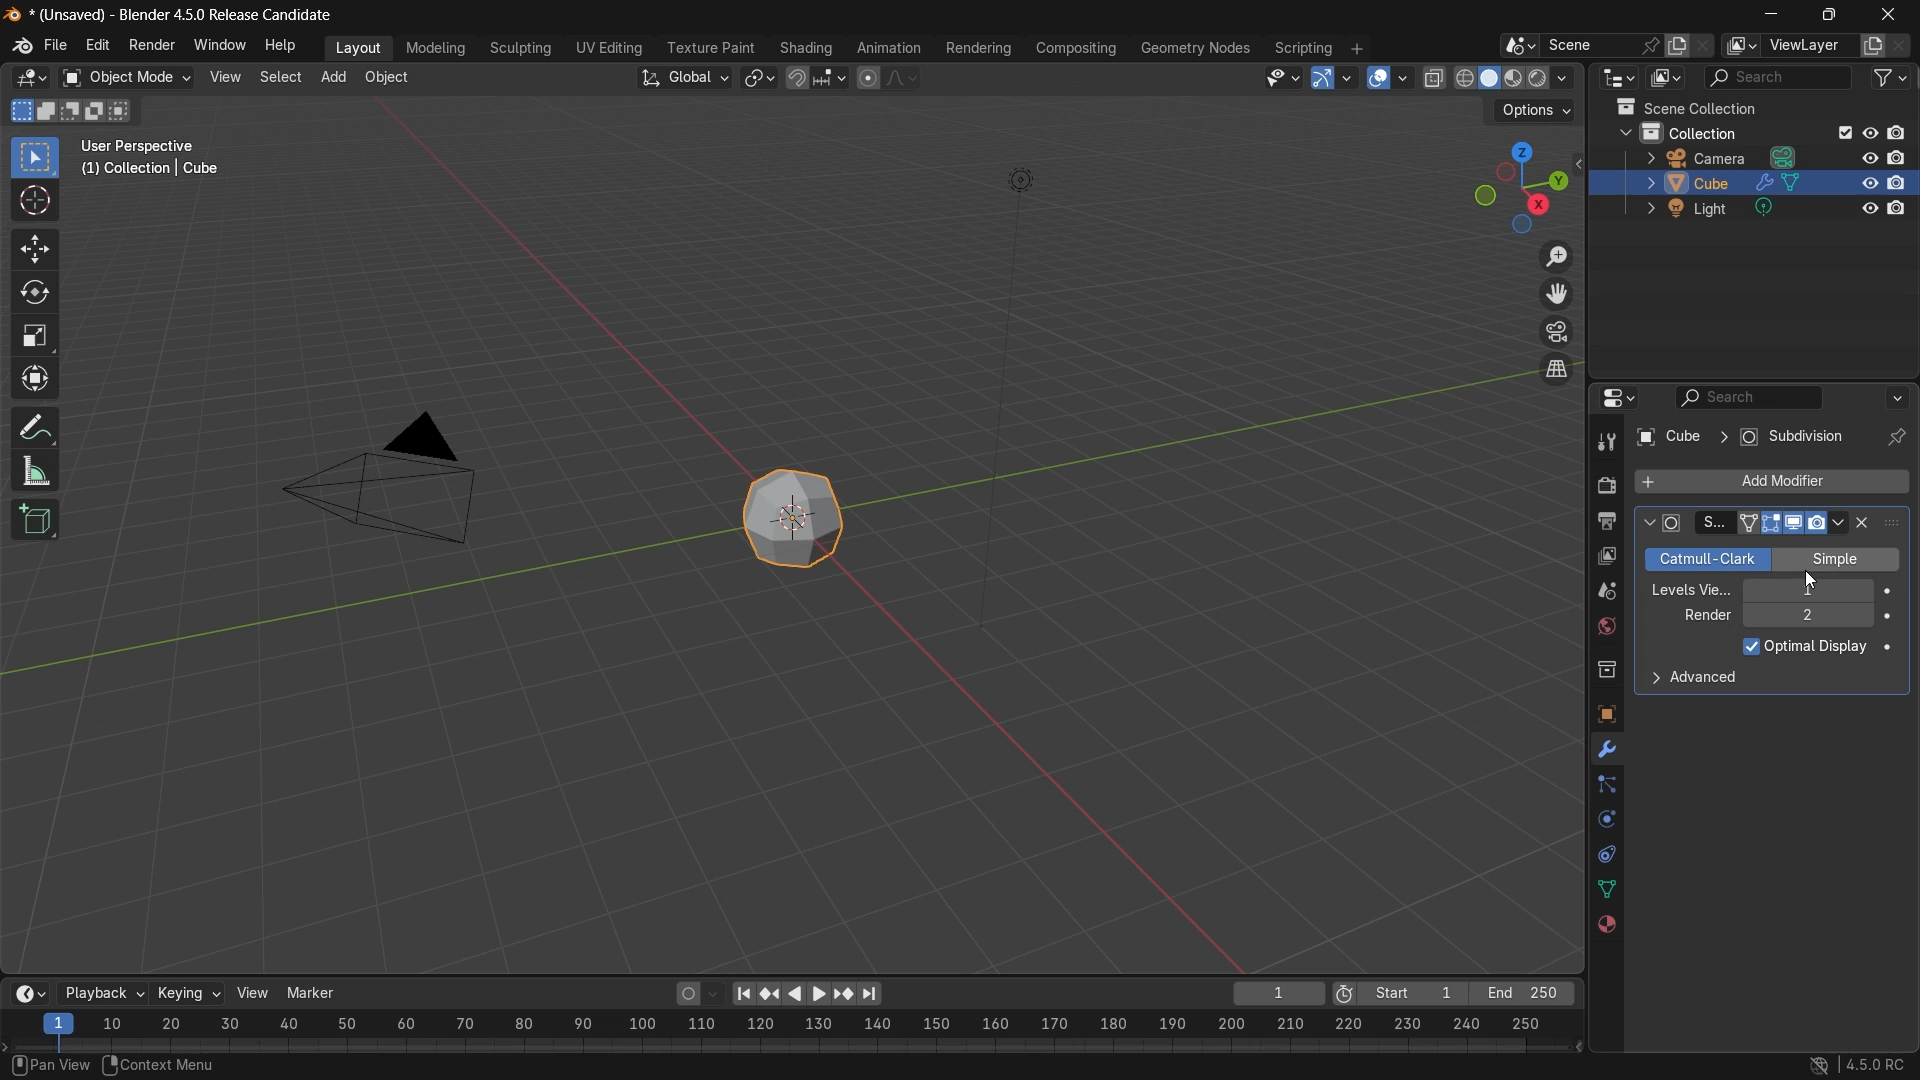 * (Unsaved) - Blender 4.5.0 Release Candidate
File Edit Render Window Help Layout Modeling Sculpting UV Editing Texture Paint Shading Animation Rendering Compositing Geometry Nodes Scripting + Scene ViewLayer
Object Mode View Select Add Object Global Search
Options
User Perspective
(1) Collection | Cube
Z
Y
X
Scene Collection
Collection
Camera
Cube
Light
Search
Cube > Subdivision
+ Add Modifier
S...
Catmull-Clark Simple
Levels Vie... 1
Render 2
Optimal Display
Advanced
Playback Keying View Marker 1 Start 1 End 250
1 10 20 30 40 50 60 70 80 90 100 110 120 130 140 150 160 170 180 190 200 210 220 230 240 250
Pan View Context Menu 4.5.0 RC